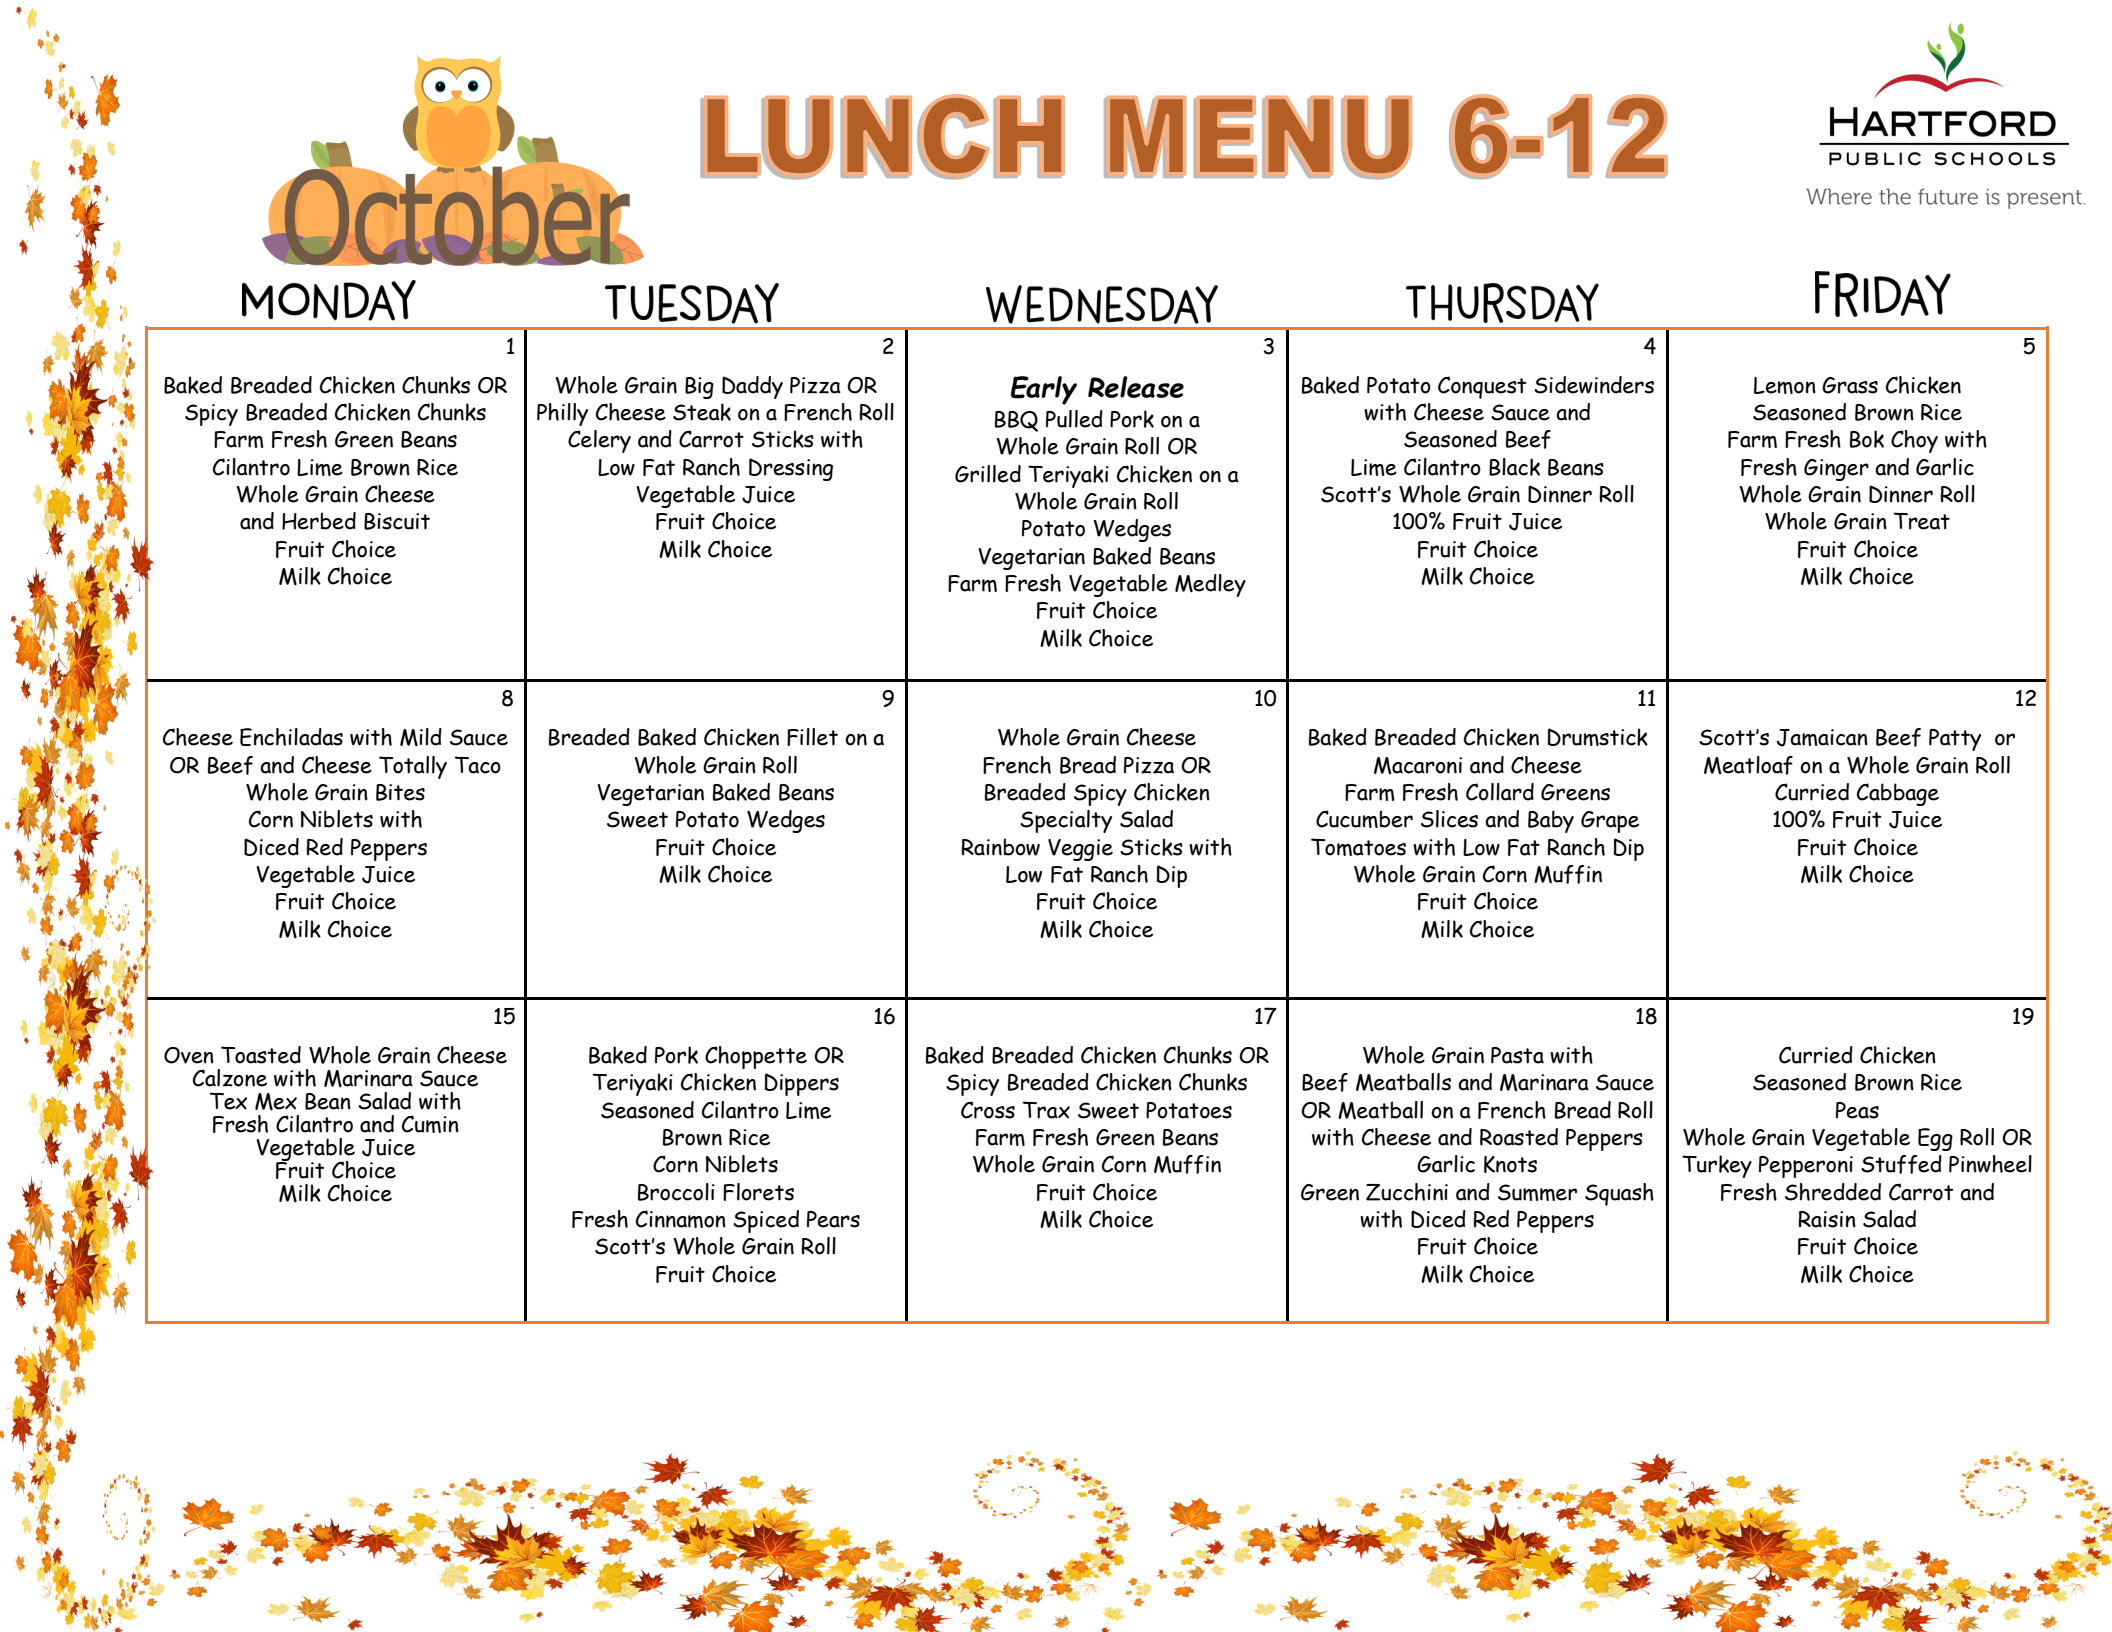 October
LUNCH MENU 6-12
HARTFORD
PUBLIC SCHOOLS
Where the future is present.
MONDAY
TUESDAY
WEDNESDAY
THURSDAY
FRIDAY
1
Baked Breaded Chicken Chunks OR
Spicy Breaded Chicken Chunks
Farm Fresh Green Beans
Cilantro Lime Brown Rice
Whole Grain Cheese
and Herbed Biscuit
Fruit Choice
Milk Choice
2
Whole Grain Big Daddy Pizza OR
Philly Cheese Steak on a French Roll
Celery and Carrot Sticks with
Low Fat Ranch Dressing
Vegetable Juice
Fruit Choice
Milk Choice
3
Early Release
BBQ Pulled Pork on a
Whole Grain Roll OR
Grilled Teriyaki Chicken on a
Whole Grain Roll
Potato Wedges
Vegetarian Baked Beans
Farm Fresh Vegetable Medley
Fruit Choice
Milk Choice
4
Baked Potato Conquest Sidewinders
with Cheese Sauce and
Seasoned Beef
Lime Cilantro Black Beans
Scott's Whole Grain Dinner Roll
100% Fruit Juice
Fruit Choice
Milk Choice
5
Lemon Grass Chicken
Seasoned Brown Rice
Farm Fresh Bok Choy with
Fresh Ginger and Garlic
Whole Grain Dinner Roll
Whole Grain Treat
Fruit Choice
Milk Choice
8
Cheese Enchiladas with Mild Sauce
OR Beef and Cheese Totally Taco
Whole Grain Bites
Corn Niblets with
Diced Red Peppers
Vegetable Juice
Fruit Choice
Milk Choice
9
Breaded Baked Chicken Fillet on a
Whole Grain Roll
Vegetarian Baked Beans
Sweet Potato Wedges
Fruit Choice
Milk Choice
10
Whole Grain Cheese
French Bread Pizza OR
Breaded Spicy Chicken
Specialty Salad
Rainbow Veggie Sticks with
Low Fat Ranch Dip
Fruit Choice
Milk Choice
11
Baked Breaded Chicken Drumstick
Macaroni and Cheese
Farm Fresh Collard Greens
Cucumber Slices and Baby Grape
Tomatoes with Low Fat Ranch Dip
Whole Grain Corn Muffin
Fruit Choice
Milk Choice
12
Scott's Jamaican Beef Patty or
Meatloaf on a Whole Grain Roll
Curried Cabbage
100% Fruit Juice
Fruit Choice
Milk Choice
15
Oven Toasted Whole Grain Cheese
Calzone with Marinara Sauce
Tex Mex Bean Salad with
Fresh Cilantro and Cumin
Vegetable Juice
Fruit Choice
Milk Choice
16
Baked Pork Choppette OR
Teriyaki Chicken Dippers
Seasoned Cilantro Lime
Brown Rice
Corn Niblets
Broccoli Florets
Fresh Cinnamon Spiced Pears
Scott's Whole Grain Roll
Fruit Choice
17
Baked Breaded Chicken Chunks OR
Spicy Breaded Chicken Chunks
Cross Trax Sweet Potatoes
Farm Fresh Green Beans
Whole Grain Corn Muffin
Fruit Choice
Milk Choice
18
Whole Grain Pasta with
Beef Meatballs and Marinara Sauce
OR Meatball on a French Bread Roll
with Cheese and Roasted Peppers
Garlic Knots
Green Zucchini and Summer Squash
with Diced Red Peppers
Fruit Choice
Milk Choice
19
Curried Chicken
Seasoned Brown Rice
Peas
Whole Grain Vegetable Egg Roll OR
Turkey Pepperoni Stuffed Pinwheel
Fresh Shredded Carrot and
Raisin Salad
Fruit Choice
Milk Choice